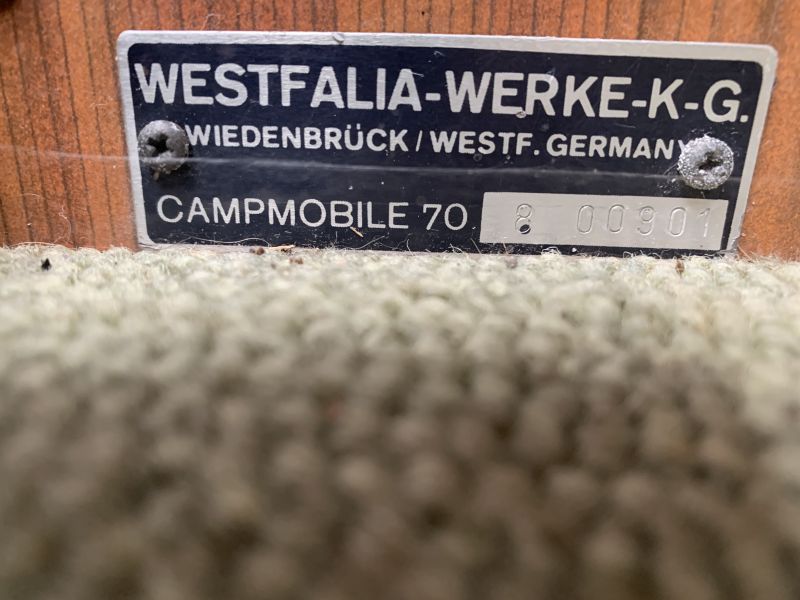 WESTFALIA-WERKE-K-G.
WIEDENBRÜCK/WESTF. GERMANY
CAMPMOBILE 70 8 00901